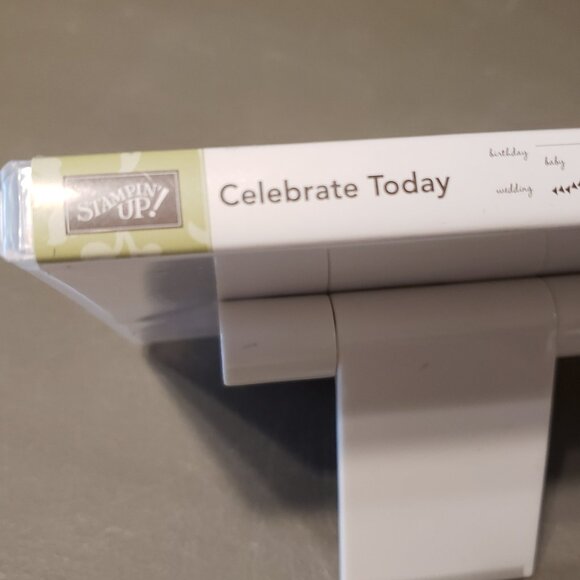 STAMPIN'
UP!
Celebrate Today
birthday
baby
wedding